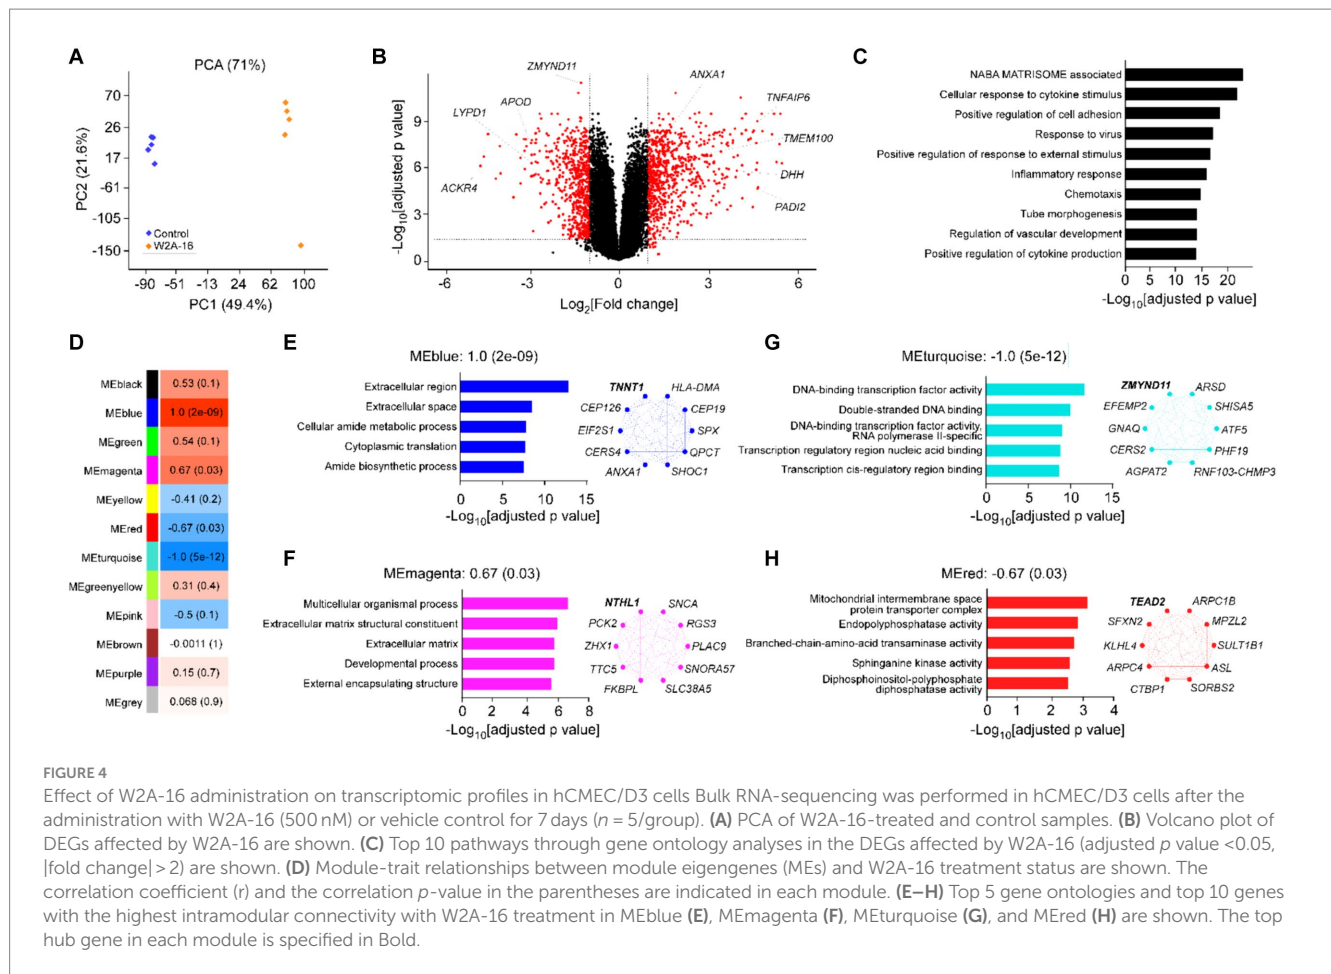 A
PCA (71%)
PC2 (21.6%)
70
26
17
-61
-105
-150
Control
W2A-16
-90 -51 -13 24 62 100
PC1 (49.4%)
B
-Log10[adjusted p value]
9
6
3
0
ZMYND11
ANXA1
APOD
TNFAIP6
LYPD1
TMEM100
DHH
ACKR4
PADI2
-6 -3 0 3 6
Log2[Fold change]
C
NABA MATRISOME associated
Cellular response to cytokine stimulus
Positive regulation of cell adhesion
Response to virus
Positive regulation of response to external stimulus
Inflammatory response
Chemotaxis
Tube morphogenesis
Regulation of vascular development
Positive regulation of cytokine production
0 5 10 15 20
-Log10[adjusted p value]
D
MEblack 0.53 (0.1)
MEblue 1.0 (2e-09)
MEgreen 0.54 (0.1)
MEmagenta 0.67 (0.03)
MEyellow -0.41 (0.2)
MEred -0.67 (0.03)
MEturquoise -1.0 (5e-12)
MEgreenyellow 0.31 (0.4)
MEpink -0.5 (0.1)
MEbrown -0.0011 (1)
MEpurple 0.15 (0.7)
MEgrey 0.068 (0.9)
E
MEblue: 1.0 (2e-09)
Extracellular region
Extracellular space
Cellular amide metabolic process
Cytoplasmic translation
Amide biosynthetic process
0 5 10 15
-Log10[adjusted p value]
TNNT1 HLA-DMA
CEP126 CEP19
EIF2S1 SPX
CERS4 QPCT
ANXA1 SHOC1
G
MEturquoise: -1.0 (5e-12)
DNA-binding transcription factor activity
Double-stranded DNA binding
DNA-binding transcription factor activity,
RNA polymerase II-specific
Transcription regulatory region nucleic acid binding
Transcription cis-regulatory region binding
0 5 10 15
-Log10[adjusted p value]
ZMYND11 ARSD
EFEMP2 SHISA5
GNAQ ATF5
CERS2 PHF19
AGPAT2 RNF103-CHMP3
F
MEmagenta: 0.67 (0.03)
Multicellular organismal process
Extracellular matrix structural constituent
Extracellular matrix
Developmental process
External encapsulating structure
0 2 4 6 8
-Log10[adjusted p value]
NTHL1 SNCA
PCK2 RGS3
ZHX1 PLAC9
TTC5 SNORA57
FKBPL SLC38A5
H
MEred: -0.67 (0.03)
Mitochondrial intermembrane space
protein transporter complex
Endopolyphosphatase activity
Branched-chain-amino-acid transaminase activity
Sphinganine kinase activity
Diphosphoinositol-polyphosphate
diphosphatase activity
0 1 2 3 4
-Log10[adjusted p value]
TEAD2 ARPC1B
SFXN2 MPZL2
KLHL4 SULT1B1
ARPC4 ASL
CTBP1 SORBS2
FIGURE 4
Effect of W2A-16 administration on transcriptomic profiles in hCMEC/D3 cells Bulk RNA-sequencing was performed in hCMEC/D3 cells after the
administration with W2A-16 (500 nM) or vehicle control for 7 days (n = 5/group). (A) PCA of W2A-16-treated and control samples. (B) Volcano plot of
DEGs affected by W2A-16 are shown. (C) Top 10 pathways through gene ontology analyses in the DEGs affected by W2A-16 (adjusted p value <0.05,
|fold change| > 2) are shown. (D) Module-trait relationships between module eigengenes (MEs) and W2A-16 treatment status are shown. The
correlation coefficient (r) and the correlation p-value in the parentheses are indicated in each module. (E–H) Top 5 gene ontologies and top 10 genes
with the highest intramodular connectivity with W2A-16 treatment in MEblue (E), MEmagenta (F), MEturquoise (G), and MEred (H) are shown. The top
hub gene in each module is specified in Bold.